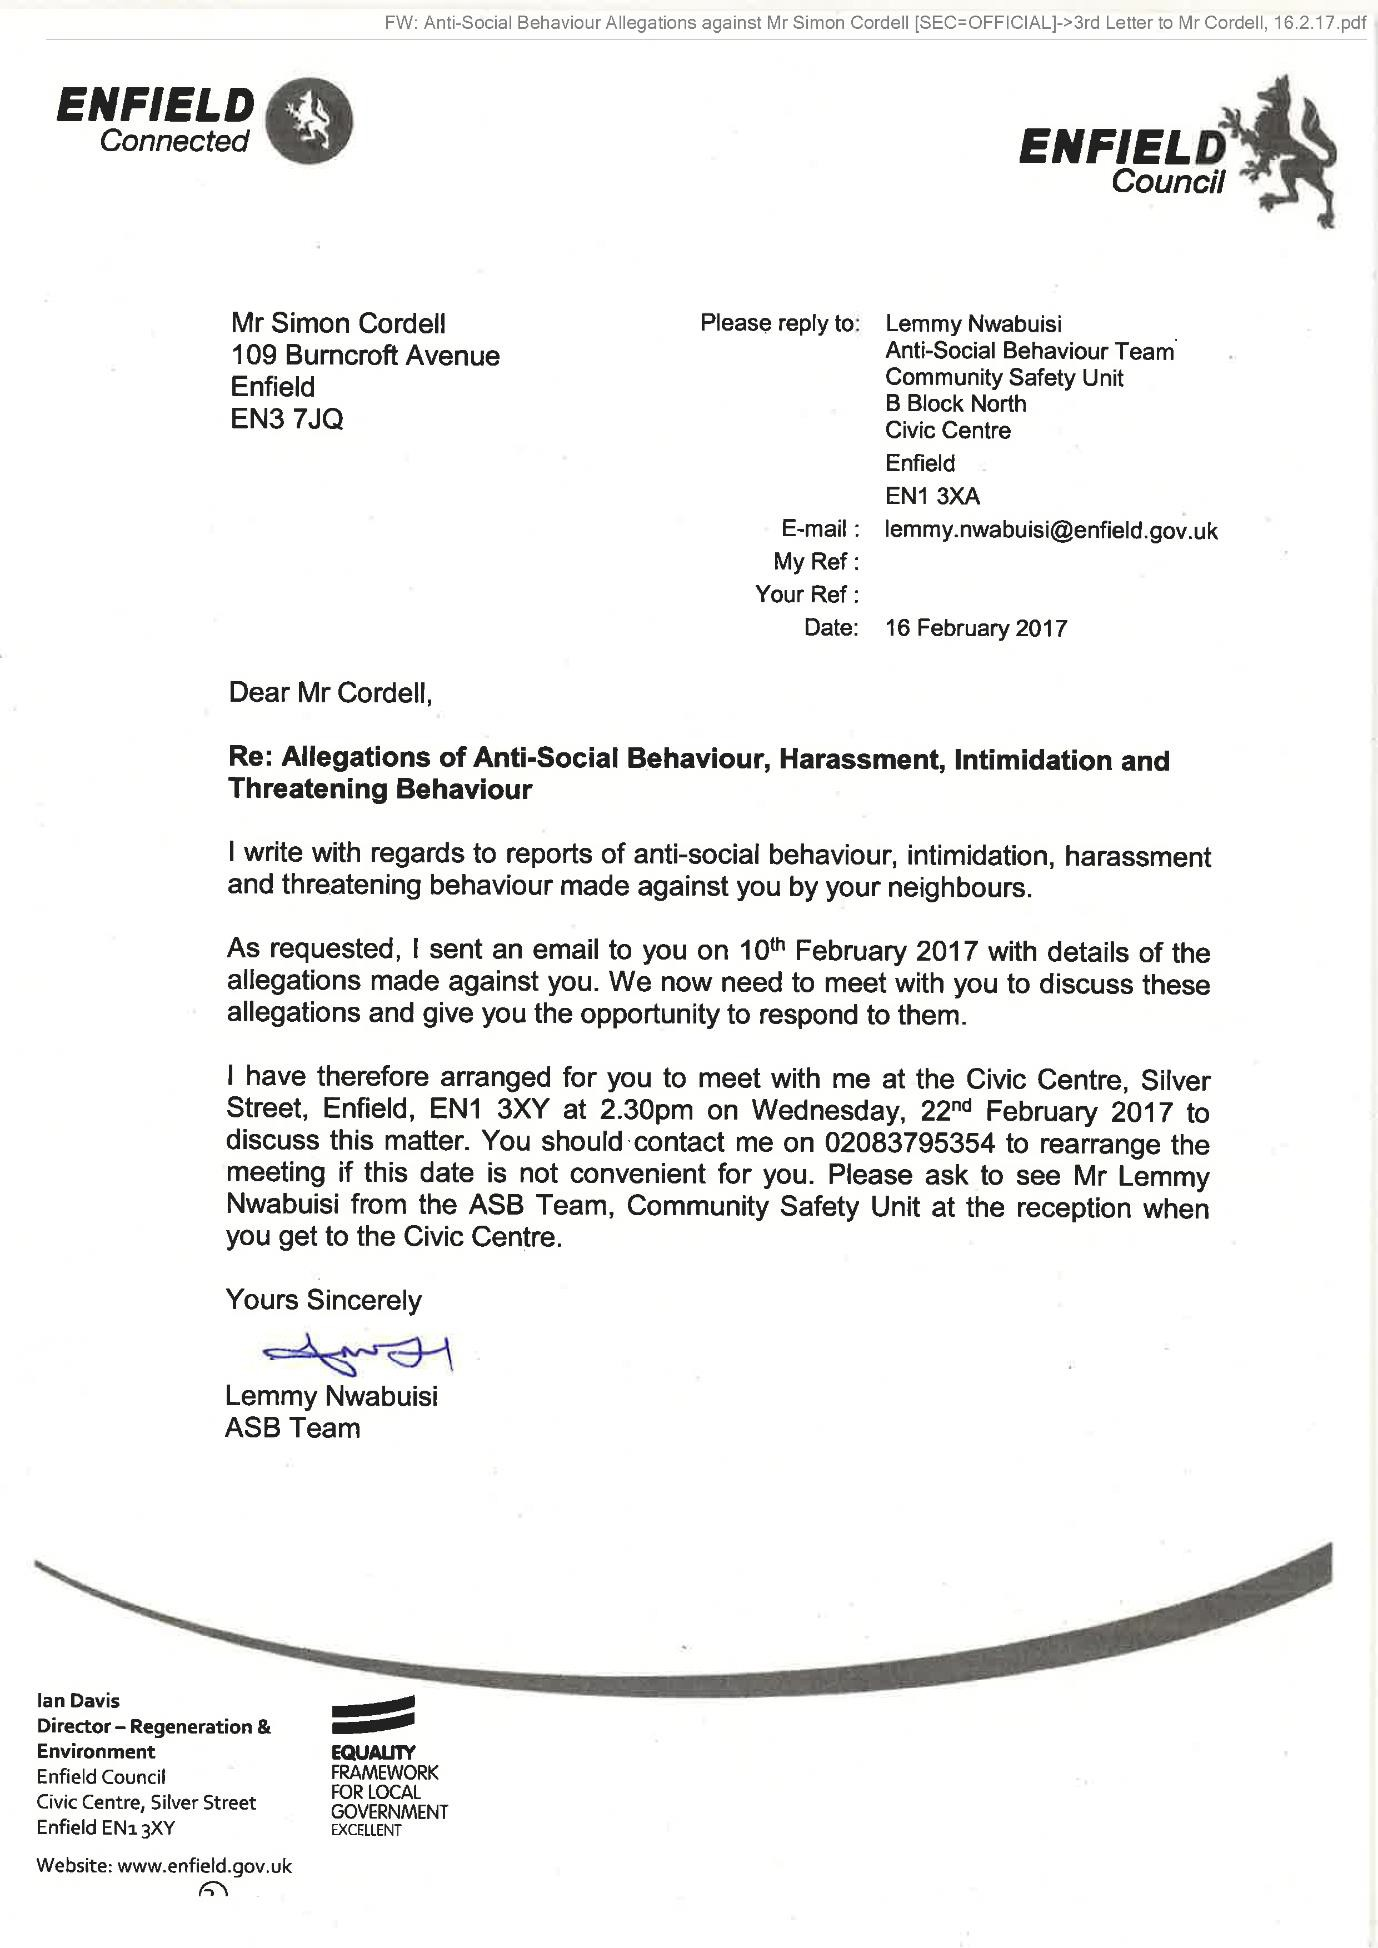 FW: Anti-Social Behaviour Allegations against Mr Simon Cordell [SEC=OFFICIAL]->3rd Letter to Mr Cordell, 16.2.17.pdf
ENFIELD
Connected
ENFIELD
Council
Mr Simon Cordell
109 Burncroft Avenue
Enfield
EN3 7JQ
Please reply to: Lemmy Nwabuisi
Anti-Social Behaviour Team
Community Safety Unit
B Block North
Civic Centre
Enfield
EN1 3XA
E-mail : lemmy.nwabuisi@enfield.gov.uk
My Ref :
Your Ref :
Date: 16 February 2017
Dear Mr Cordell,
Re: Allegations of Anti-Social Behaviour, Harassment, Intimidation and
Threatening Behaviour
I write with regards to reports of anti-social behaviour, intimidation, harassment
and threatening behaviour made against you by your neighbours.
As requested, I sent an email to you on 10th February 2017 with details of the
allegations made against you. We now need to meet with you to discuss these
allegations and give you the opportunity to respond to them.
I have therefore arranged for you to meet with me at the Civic Centre, Silver
Street, Enfield, EN1 3XY at 2.30pm on Wednesday, 22nd February 2017 to
discuss this matter. You should contact me on 02083795354 to rearrange the
meeting if this date is not convenient for you. Please ask to see Mr Lemmy
Nwabuisi from the ASB Team, Community Safety Unit at the reception when
you get to the Civic Centre.
Yours Sincerely
Lemmy Nwabuisi
ASB Team
Ian Davis
Director – Regeneration &
Environment
Enfield Council
Civic Centre, Silver Street
Enfield EN1 3XY
Website: www.enfield.gov.uk
EQUALITY
FRAMEWORK
FOR LOCAL
GOVERNMENT
EXCELLENT